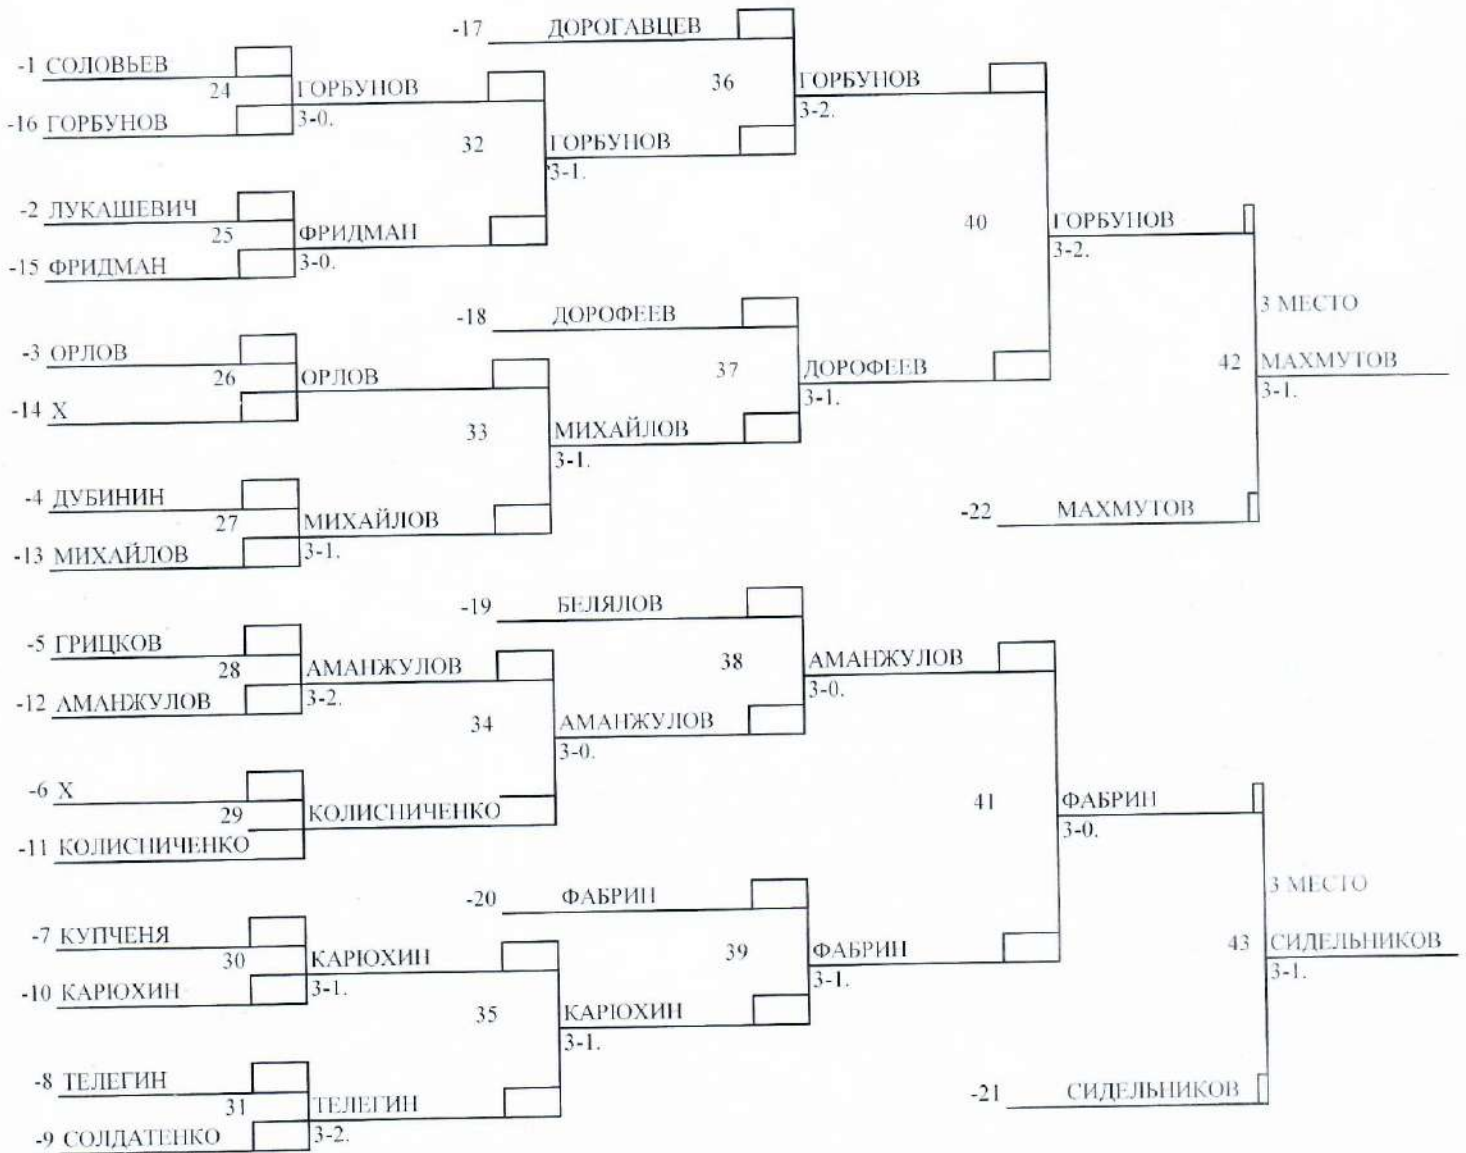 -17 ДОРОГАВЦЕВ
-1 СОЛОВЬЕВ
24 ГОРБУНОВ
36 ГОРБУНОВ
3-0.
3-2.
-16 ГОРБУНОВ
32 ГОРБУНОВ
3-1.
-2 ЛУКАШЕВИЧ
25 ФРИДМАН
3-0.
40 ГОРБУНОВ
3-2.
-15 ФРИДМАН
3 МЕСТО
-18 ДОРОФЕЕВ
-3 ОРЛОВ
26 ОРЛОВ
37 ДОРОФЕЕВ
3-1.
42 МАХМУТОВ
3-1.
-14 X
33 МИХАЙЛОВ
3-1.
-4 ДУБИНИН
27 МИХАЙЛОВ
3-1.
-22 МАХМУТОВ
-13 МИХАЙЛОВ
-19 БЕЛЯЛОВ
-5 ГРИЦКОВ
28 АМАНЖУЛОВ
3-2.
38 АМАНЖУЛОВ
3-0.
-12 АМАНЖУЛОВ
34 АМАНЖУЛОВ
3-0.
-6 X
29 КОЛИСНИЧЕНКО
41 ФАБРИН
3-0.
-11 КОЛИСНИЧЕНКО
-20 ФАБРИН
3 МЕСТО
-7 КУПЧЕНЯ
30 КАРЮХИН
3-1.
39 ФАБРИН
3-1.
43 СИДЕЛЬНИКОВ
3-1.
-10 КАРЮХИН
35 КАРЮХИН
3-1.
-8 ТЕЛЕГИН
31 ТЕЛЕГИН
3-2.
-21 СИДЕЛЬНИКОВ
-9 СОЛДАТЕНКО